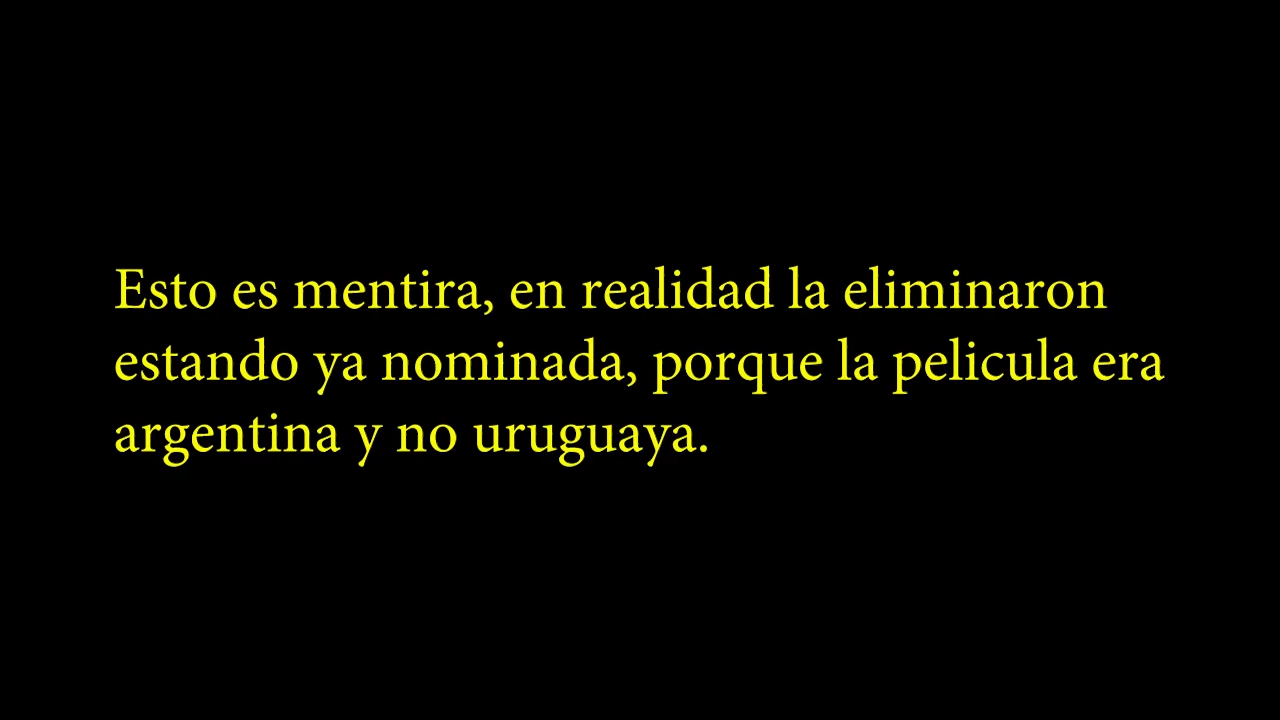 Esto es mentira, en realidad la eliminaron
estando ya nominada, porque la pelicula era
argentina y no uruguaya.